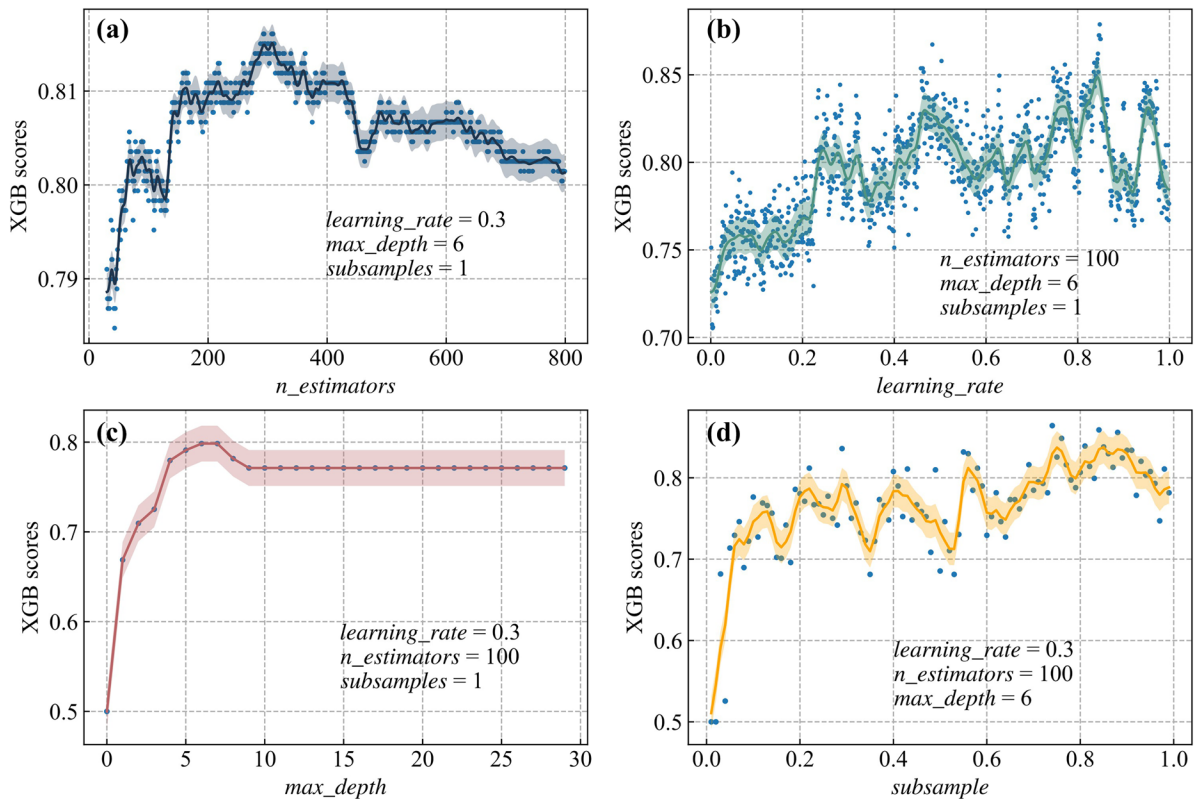 (a)
XGB scores
0.81
0.80
0.79
learning_rate = 0.3
max_depth = 6
subsamples = 1
0 200 400 600 800
n_estimators
(b)
XGB scores
0.85
0.80
0.75
0.70
n_estimators = 100
max_depth = 6
subsamples = 1
0.0 0.2 0.4 0.6 0.8 1.0
learning_rate
(c)
XGB scores
0.8
0.7
0.6
0.5
learning_rate = 0.3
n_estimators = 100
subsamples = 1
0 5 10 15 20 25 30
max_depth
(d)
XGB scores
0.8
0.7
0.6
0.5
learning_rate = 0.3
n_estimators = 100
max_depth = 6
0.0 0.2 0.4 0.6 0.8 1.0
subsample